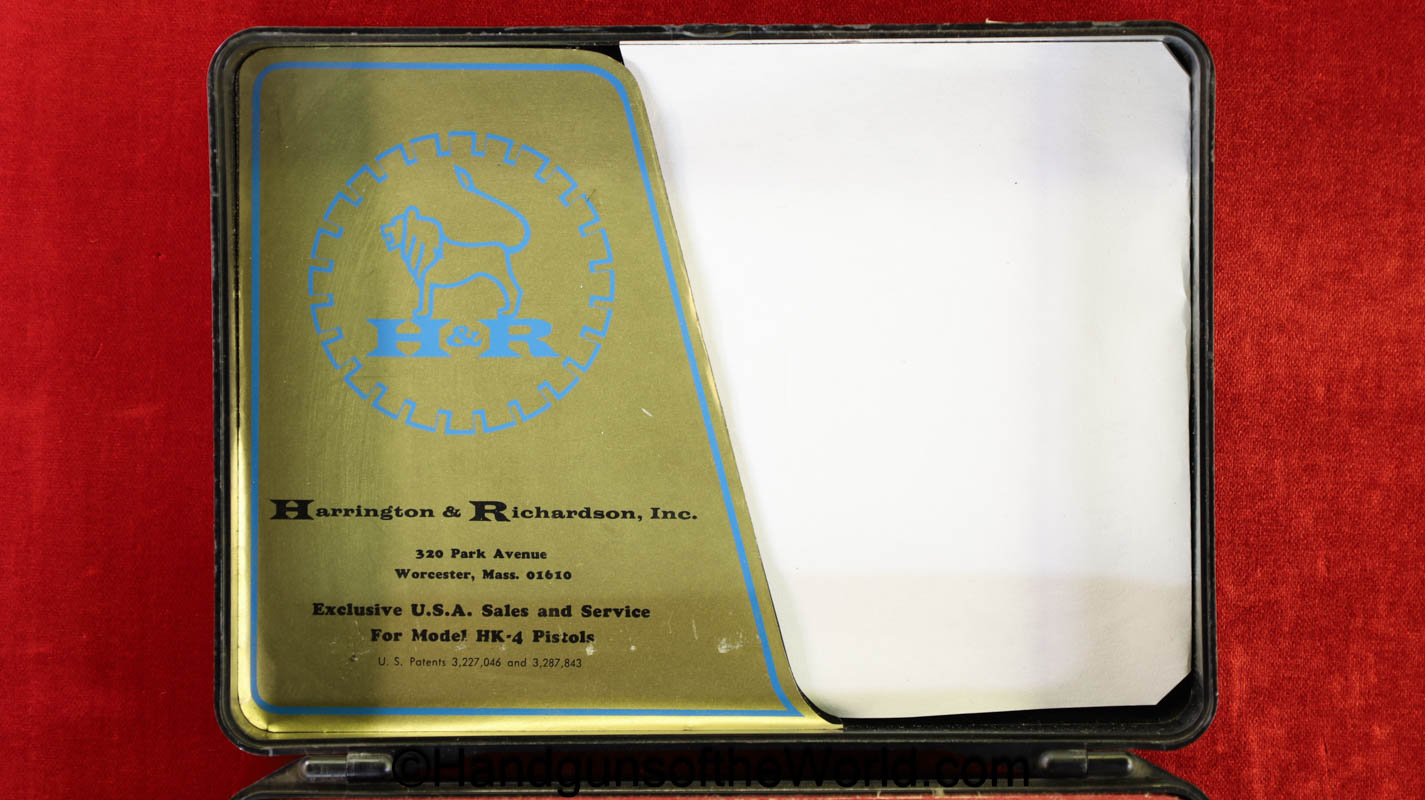 H&R
Harrington & Richardson, Inc.
320 Park Avenue
Worcester, Mass. 01610
Exclusive U.S.A. Sales and Service
For Model HK-4 Pistols
U. S. Patents 3,227,046 and 3,287,843
©HandgunsoftheWorld.com